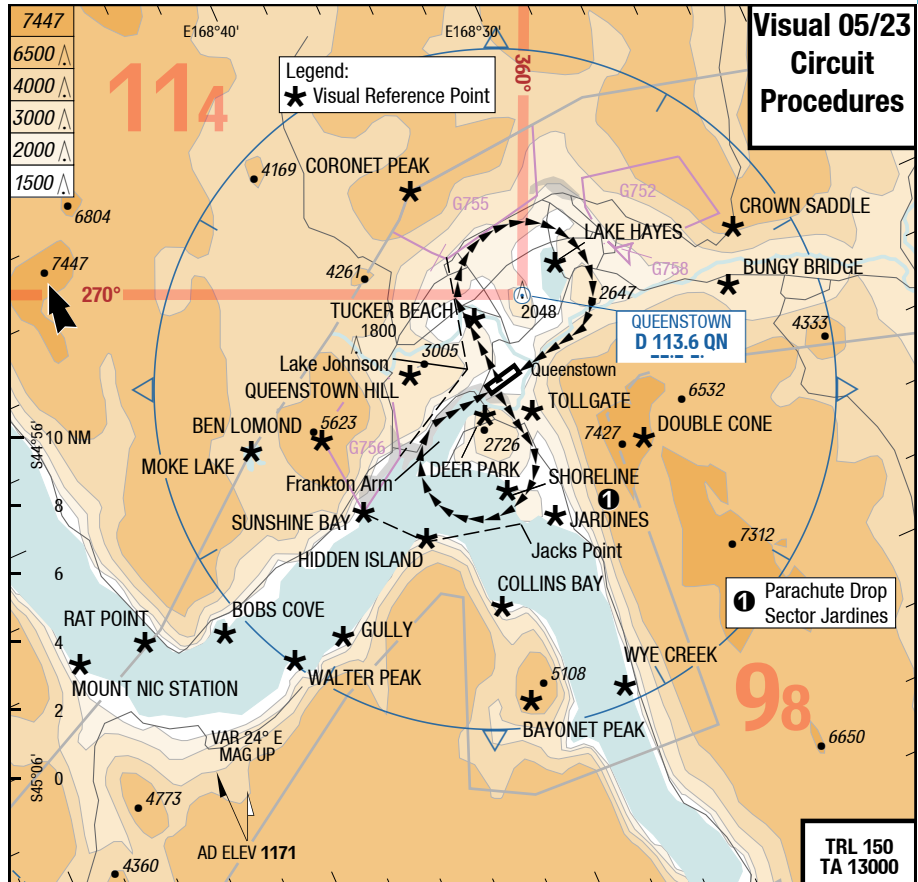 7447
6500
4000
3000
2000
1500
E168°40'
E168°30'
Visual 05/23
Circuit
Procedures
Legend:
Visual Reference Point
360°
114
4169
CORONET PEAK
G755
G752
CROWN SADDLE
6804
LAKE HAYES
G758
BUNGY BRIDGE
7447
270°
4261
2647
TUCKER BEACH
2048
1800
QUEENSTOWN
D 113.6 QN
4333
Lake Johnson
3005
Queenstown
QUEENSTOWN HILL
6532
TOLLGATE
BEN LOMOND
5623
7427
DOUBLE CONE
S44°56'
10 NM
G756
2726
MOKE LAKE
DEER PARK
SHORELINE
Frankton Arm
1
8
SUNSHINE BAY
JARDINES
7312
HIDDEN ISLAND
Jacks Point
6
COLLINS BAY
1 Parachute Drop
Sector Jardines
RAT POINT
BOBS COVE
GULLY
4
WYE CREEK
MOUNT NIC STATION
WALTER PEAK
5108
98
2
BAYONET PEAK
VAR 24° E
MAG UP
6650
S45°06'
0
4773
AD ELEV 1171
4360
TRL 150
TA 13000